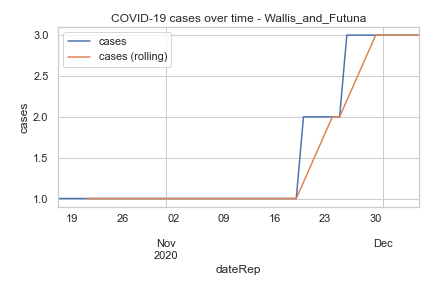 COVID-19 cases over time - Wallis_and_Futuna
cases
cases (rolling)
3.0
2.5
2.0
1.5
1.0
cases
19 26 02 09 16 23 30
Nov Dec
2020
dateRep